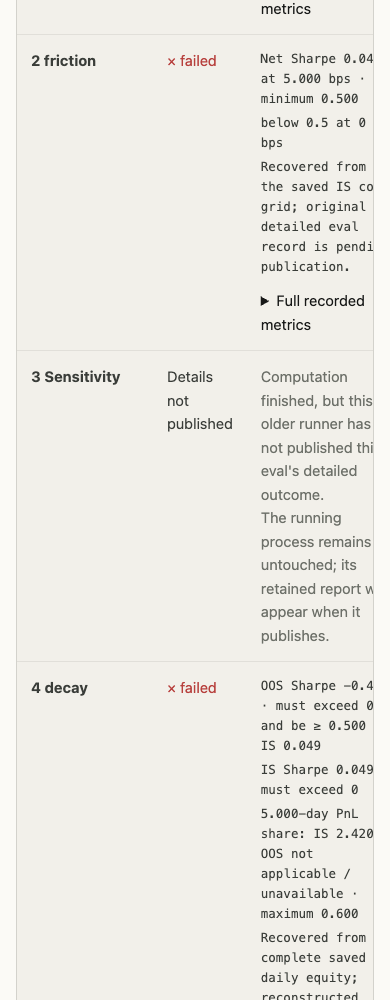 metrics
2 friction
× failed
Net Sharpe 0.04
at 5.000 bps ·
minimum 0.500
below 0.5 at 0
bps
Recovered from
the saved IS co
grid; original
detailed eval
record is pendi
publication.
▶ Full recorded
metrics
3 Sensitivity
Details
not
published
Computation
finished, but this
older runner has
not published thi
eval's detailed
outcome.
The running
process remains
untouched; its
retained report w
appear when it
publishes.
4 decay
× failed
OOS Sharpe −0.4
· must exceed 0
and be ≥ 0.500
IS 0.049
IS Sharpe 0.049
must exceed 0
5.000–day PnL
share: IS 2.420
OOS not
applicable /
unavailable ·
maximum 0.600
Recovered from
complete saved
daily equity;
reconstructed